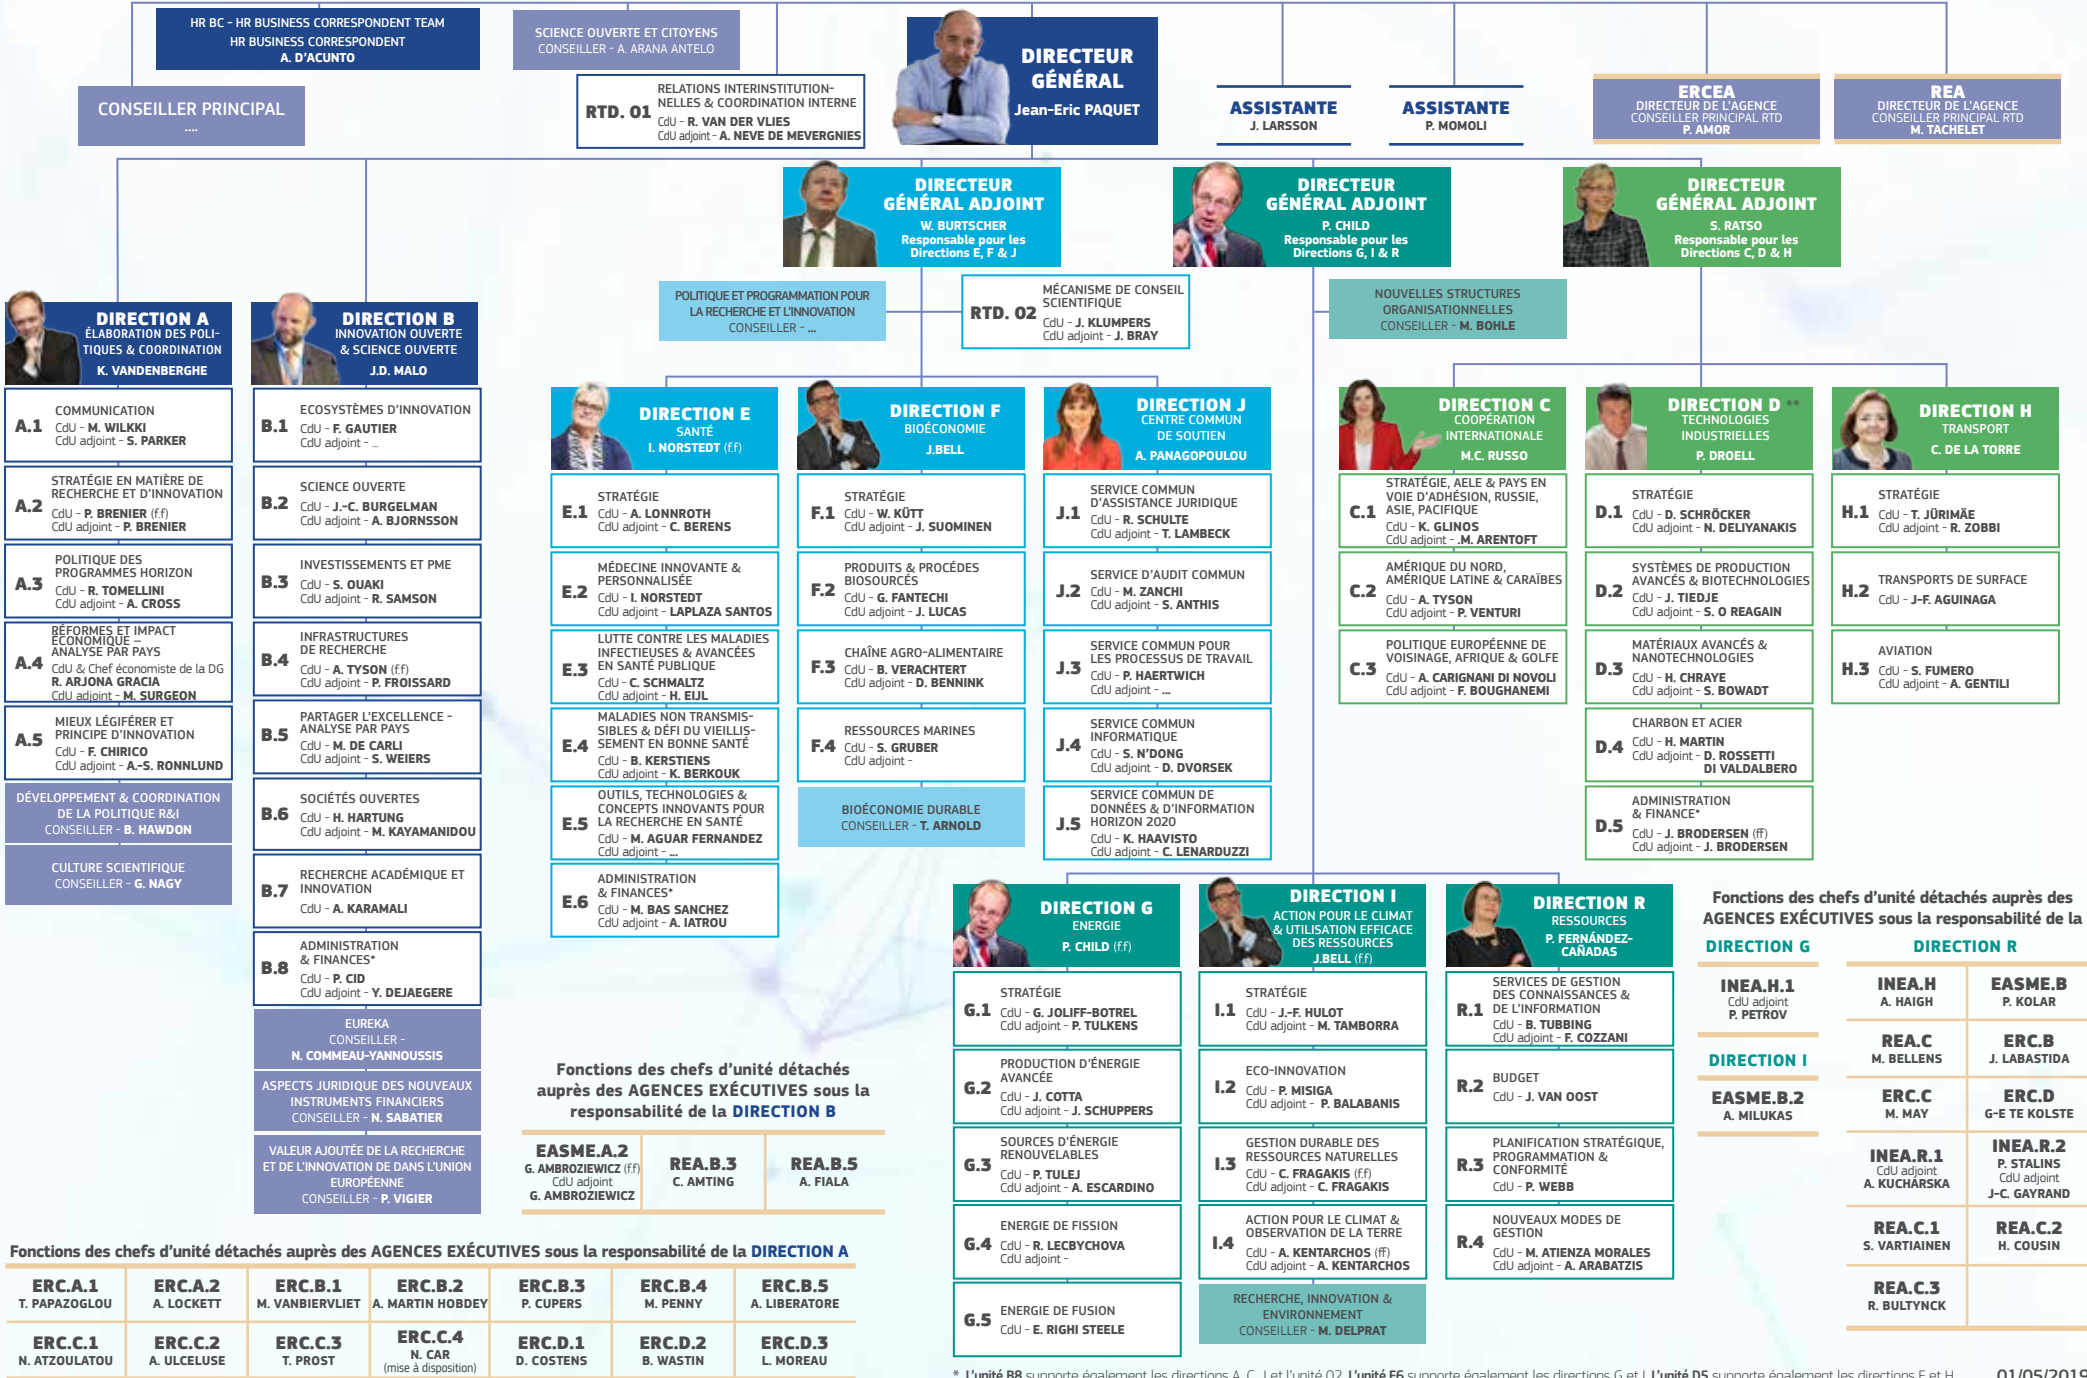 HR BC - HR BUSINESS CORRESPONDENT TEAM
HR BUSINESS CORRESPONDENT
A. D'ACUNTO
SCIENCE OUVERTE ET CITOYENS
CONSEILLER - A. ARANA ANTELO
CONSEILLER PRINCIPAL
....
RTD. 01
RELATIONS INTERINSTITUTION-
NELLES & COORDINATION INTERNE
CdU - R. VAN DER VLIES
CdU adjoint - A. NEVE DE MEVERGNIES
DIRECTEUR
GÉNÉRAL
Jean-Eric PAQUET
ASSISTANTE
J. LARSSON
ASSISTANTE
P. MOMOLI
ERCEA
DIRECTEUR DE L'AGENCE
CONSEILLER PRINCIPAL RTD
P. AMOR
REA
DIRECTEUR DE L'AGENCE
CONSEILLER PRINCIPAL RTD
M. TACHELET
DIRECTEUR
GÉNÉRAL ADJOINT
W. BURTSCHER
Responsable pour les
Directions E, F & J
DIRECTEUR
GÉNÉRAL ADJOINT
P. CHILD
Responsable pour les
Directions G, I & R
DIRECTEUR
GÉNÉRAL ADJOINT
S. RATSO
Responsable pour les
Directions C, D & H
POLITIQUE ET PROGRAMMATION POUR
LA RECHERCHE ET L'INNOVATION
CONSEILLER - ...
RTD. 02
MÉCANISME DE CONSEIL
SCIENTIFIQUE
CdU - J. KLUMPERS
CdU adjoint - J. BRAY
NOUVELLES STRUCTURES
ORGANISATIONNELLES
CONSEILLER - M. BOHLE
DIRECTION A
ÉLABORATION DES POLI-
TIQUES & COORDINATION
K. VANDENBERGHE
A.1
COMMUNICATION
CdU - M. WILKKI
CdU adjoint - S. PARKER
A.2
STRATÉGIE EN MATIÈRE DE
RECHERCHE ET D'INNOVATION
CdU - P. BRENIER (f.f)
CdU adjoint - P. BRENIER
A.3
POLITIQUE DES
PROGRAMMES HORIZON
CdU - R. TOMELLINI
CdU adjoint - A. CROSS
A.4
RÉFORMES ET IMPACT
ÉCONOMIQUE –
ANALYSE PAR PAYS
CdU & Chef économiste de la DG
R. ARJONA GRACIA
CdU adjoint - M. SURGEON
A.5
MIEUX LÉGIFÉRER ET
PRINCIPE D'INNOVATION
CdU - F. CHIRICO
CdU adjoint - A.-S. RONNLUND
DÉVELOPPEMENT & COORDINATION
DE LA POLITIQUE R&I
CONSEILLER - B. HAWDON
CULTURE SCIENTIFIQUE
CONSEILLER - G. NAGY
DIRECTION B
INNOVATION OUVERTE
& SCIENCE OUVERTE
J.D. MALO
B.1
ECOSYSTÈMES D'INNOVATION
CdU - F. GAUTIER
CdU adjoint - ...
B.2
SCIENCE OUVERTE
CdU - J.-C. BURGELMAN
CdU adjoint - A. BJORNSSON
B.3
INVESTISSEMENTS ET PME
CdU - S. OUAKI
CdU adjoint - R. SAMSON
B.4
INFRASTRUCTURES
DE RECHERCHE
CdU - A. TYSON (f.f)
CdU adjoint - P. FROISSARD
B.5
PARTAGER L'EXCELLENCE -
ANALYSE PAR PAYS
CdU - M. DE CARLI
CdU adjoint - S. WEIERS
B.6
SOCIÉTÉS OUVERTES
CdU - H. HARTUNG
CdU adjoint - M. KAYAMANIDOU
B.7
RECHERCHE ACADÉMIQUE ET
INNOVATION
CdU - A. KARAMALI
B.8
ADMINISTRATION
& FINANCES*
CdU - P. CID
CdU adjoint - Y. DEJAEGERE
EUREKA
CONSEILLER -
N. COMMEAU-YANNOUSSIS
ASPECTS JURIDIQUE DES NOUVEAUX
INSTRUMENTS FINANCIERS
CONSEILLER - N. SABATIER
VALEUR AJOUTÉE DE LA RECHERCHE
ET DE L'INNOVATION DE DANS L'UNION
EUROPÉENNE
CONSEILLER - P. VIGIER
DIRECTION E
SANTÉ
I. NORSTEDT (f.f)
E.1
STRATÉGIE
CdU - A. LONNROTH
CdU adjoint - C. BERENS
E.2
MÉDECINE INNOVANTE &
PERSONNALISÉE
CdU - I. NORSTEDT
CdU adjoint - LAPLAZA SANTOS
E.3
LUTTE CONTRE LES MALADIES
INFECTIEUSES & AVANCÉES
EN SANTÉ PUBLIQUE
CdU - C. SCHMALTZ
CdU adjoint - H. EIJL
E.4
MALADIES NON TRANSMIS-
SIBLES & DÉFI DU VIEILLIS-
SEMENT EN BONNE SANTÉ
CdU - B. KERSTIENS
CdU adjoint - K. BERKOUK
E.5
OUTILS, TECHNOLOGIES &
CONCEPTS INNOVANTS POUR
LA RECHERCHE EN SANTÉ
CdU - M. AGUAR FERNANDEZ
CdU adjoint - ...
E.6
ADMINISTRATION
& FINANCES*
CdU - M. BAS SANCHEZ
CdU adjoint - A. IATROU
DIRECTION F
BIOÉCONOMIE
J.BELL
F.1
STRATÉGIE
CdU - W. KÜTT
CdU adjoint - J. SUOMINEN
F.2
PRODUITS & PROCÉDES
BIOSOURCÉS
CdU - G. FANTECHI
CdU adjoint - J. LUCAS
F.3
CHAÎNE AGRO-ALIMENTAIRE
CdU - B. VERACHTERT
CdU adjoint - D. BENNINK
F.4
RESSOURCES MARINES
CdU - S. GRUBER
CdU adjoint -
BIOÉCONOMIE DURABLE
CONSEILLER - T. ARNOLD
DIRECTION J
CENTRE COMMUN
DE SOUTIEN
A. PANAGOPOULOU
J.1
SERVICE COMMUN
D'ASSISTANCE JURIDIQUE
CdU - R. SCHULTE
CdU adjoint - T. LAMBECK
J.2
SERVICE D'AUDIT COMMUN
CdU - M. ZANCHI
CdU adjoint - S. ANTHIS
J.3
SERVICE COMMUN POUR
LES PROCESSUS DE TRAVAIL
CdU - P. HAERTWICH
CdU adjoint - ...
J.4
SERVICE COMMUN
INFORMATIQUE
CdU - S. N'DONG
CdU adjoint - D. DVORSEK
J.5
SERVICE COMMUN DE
DONNÉES & D'INFORMATION
HORIZON 2020
CdU - K. HAAVISTO
CdU adjoint - C. LENARDUZZI
DIRECTION C
COOPÉRATION
INTERNATIONALE
M.C. RUSSO
C.1
STRATÉGIE, AELE & PAYS EN
VOIE D'ADHÉSION, RUSSIE,
ASIE, PACIFIQUE
CdU - K. GLINOS
CdU adjoint - .M. ARENTOFT
C.2
AMÉRIQUE DU NORD,
AMÉRIQUE LATINE & CARAÏBES
CdU - A. TYSON
CdU adjoint - P. VENTURI
C.3
POLITIQUE EUROPÉENNE DE
VOISINAGE, AFRIQUE & GOLFE
CdU - A. CARIGNANI DI NOVOLI
CdU adjoint - F. BOUGHANEMI
DIRECTION D **
TECHNOLOGIES
INDUSTRIELLES
P. DROELL
D.1
STRATÉGIE
CdU - D. SCHRÖCKER
CdU adjoint - N. DELIYANAKIS
D.2
SYSTÈMES DE PRODUCTION
AVANCÉS & BIOTECHNOLOGIES
CdU - J. TIEDJE
CdU adjoint - S. O REAGAIN
D.3
MATÉRIAUX AVANCÉS &
NANOTECHNOLOGIES
CdU - H. CHRAYE
CdU adjoint - S. BOWADT
D.4
CHARBON ET ACIER
CdU - H. MARTIN
CdU adjoint - D. ROSSETTI
DI VALDALBERO
D.5
ADMINISTRATION
& FINANCE*
CdU - J. BRODERSEN (ff)
CdU adjoint - J. BRODERSEN
DIRECTION H
TRANSPORT
C. DE LA TORRE
H.1
STRATÉGIE
CdU - T. JÜRIMÄE
CdU adjoint - R. ZOBBI
H.2
TRANSPORTS DE SURFACE
CdU - J-F. AGUINAGA
H.3
AVIATION
CdU - S. FUMERO
CdU adjoint - A. GENTILI
DIRECTION G
ENERGIE
P. CHILD (f.f)
G.1
STRATÉGIE
CdU - G. JOLIFF-BOTREL
CdU adjoint - P. TULKENS
G.2
PRODUCTION D'ÉNERGIE
AVANCÉE
CdU - J. COTTA
CdU adjoint - J. SCHUPPERS
G.3
SOURCES D'ÉNERGIE
RENOUVELABLES
CdU - P. TULEJ
CdU adjoint - A. ESCARDINO
G.4
ENERGIE DE FISSION
CdU - R. LECBYCHOVA
CdU adjoint -
G.5
ENERGIE DE FUSION
CdU - E. RIGHI STEELE
DIRECTION I
ACTION POUR LE CLIMAT
& UTILISATION EFFICACE
DES RESSOURCES
J.BELL (f.f)
I.1
STRATÉGIE
CdU - J.-F. HULOT
CdU adjoint - M. TAMBORRA
I.2
ECO-INNOVATION
CdU - P. MISIGA
CdU adjoint - P. BALABANIS
I.3
GESTION DURABLE DES
RESSOURCES NATURELLES
CdU - C. FRAGAKIS (f.f)
CdU adjoint - C. FRAGAKIS
I.4
ACTION POUR LE CLIMAT &
OBSERVATION DE LA TERRE
CdU - A. KENTARCHOS (ff)
CdU adjoint - A. KENTARCHOS
RECHERCHE, INNOVATION &
ENVIRONNEMENT
CONSEILLER - M. DELPRAT
DIRECTION R
RESSOURCES
P. FERNÁNDEZ-
CAÑADAS
R.1
SERVICES DE GESTION
DES CONNAISSANCES &
DE L'INFORMATION
CdU - B. TUBBING
CdU adjoint - F. COZZANI
R.2
BUDGET
CdU - J. VAN OOST
R.3
PLANIFICATION STRATÉGIQUE,
PROGRAMMATION &
CONFORMITÉ
CdU - P. WEBB
R.4
NOUVEAUX MODES DE
GESTION
CdU - M. ATIENZA MORALES
CdU adjoint - A. ARABATZIS
Fonctions des chefs d'unité détachés auprès des
AGENCES EXÉCUTIVES sous la responsabilité de la
DIRECTION G
INEA.H.1
CdU adjoint
P. PETROV
DIRECTION I
EASME.B.2
A. MILUKAS
DIRECTION R
INEA.H
A. HAIGH
EASME.B
P. KOLAR
REA.C
M. BELLENS
ERC.B
J. LABASTIDA
ERC.C
M. MAY
ERC.D
G-E TE KOLSTE
INEA.R.1
CdU adjoint
A. KUCHARSKA
INEA.R.2
P. STALINS
CdU adjoint
J-C. GAYRAND
REA.C.1
S. VARTIAINEN
REA.C.2
H. COUSIN
REA.C.3
R. BULTYNCK
Fonctions des chefs d'unité détachés
auprès des AGENCES EXÉCUTIVES sous la
responsabilité de la DIRECTION B
EASME.A.2
G. AMBROZIEWICZ (f.f)
CdU adjoint
G. AMBROZIEWICZ
REA.B.3
C. AMTING
REA.B.5
A. FIALA
Fonctions des chefs d'unité détachés auprès des AGENCES EXÉCUTIVES sous la responsabilité de la DIRECTION A
ERC.A.1
T. PAPAZOGLOU
ERC.A.2
A. LOCKETT
ERC.B.1
M. VANBIERVLIET
ERC.B.2
A. MARTIN HOBDEY
ERC.B.3
P. CUPERS
ERC.B.4
M. PENNY
ERC.B.5
A. LIBERATORE
ERC.C.1
N. ATZOULATOU
ERC.C.2
A. ULCELUSE
ERC.C.3
T. PROST
ERC.C.4
N. CAR
(mise à disposition)
ERC.D.1
D. COSTENS
ERC.D.2
B. WASTIN
ERC.D.3
L. MOREAU
* L'unité B8 supporte également les directions A, C, J et l'unité 02. L'unité E6 supporte également les directions G et I. L'unité D5 supporte également les directions F et H.
01/05/2019